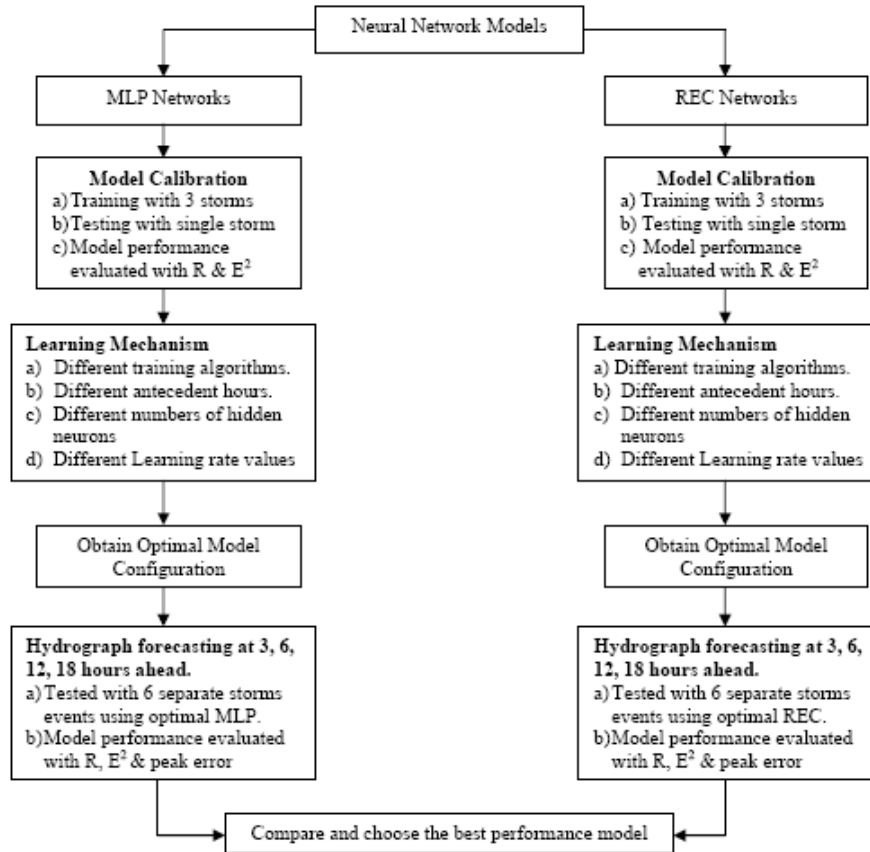 Neural Network Models
MLP Networks
Model Calibration
a) Training with 3 storms
b) Testing with single storm
c) Model performance
evaluated with R & E²
Learning Mechanism
a) Different training algorithms.
b) Different antecedent hours.
c) Different numbers of hidden
neurons
d) Different Learning rate values
Obtain Optimal Model
Configuration
Hydrograph forecasting at 3, 6,
12, 18 hours ahead.
a) Tested with 6 separate storms
events using optimal MLP.
b) Model performance evaluated
with R, E² & peak error
REC Networks
Model Calibration
a) Training with 3 storms
b) Testing with single storm
c) Model performance
evaluated with R & E²
Learning Mechanism
a) Different training algorithms.
b) Different antecedent hours.
c) Different numbers of hidden
neurons
d) Different Learning rate values
Obtain Optimal Model
Configuration
Hydrograph forecasting at 3, 6,
12, 18 hours ahead.
a) Tested with 6 separate storms
events using optimal REC.
b) Model performance evaluated
with R, E² & peak error
Compare and choose the best performance model